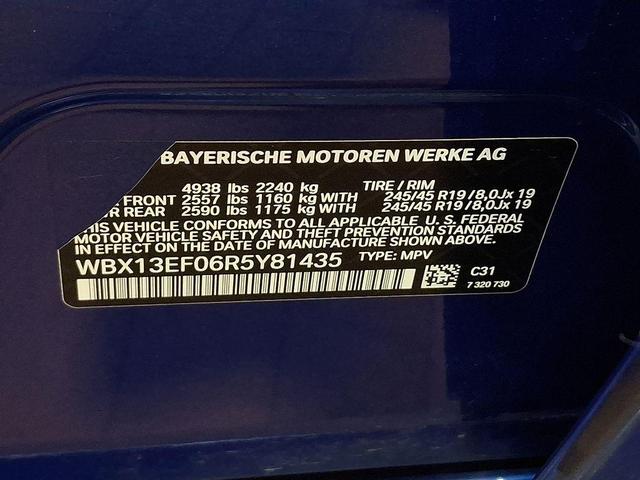 BAYERISCHE MOTOREN WERKE AG
4938 lbs 2240 kg TIRE / RIM
FRONT 2557 lbs 1160 kg WITH 245/45 R19 / 8,0Jx 19
REAR 2590 lbs 1175 kg WITH 245/45 R19 / 8,0Jx 19
THIS VEHICLE CONFORMS TO ALL APPLICABLE U. S. FEDERAL
MOTOR VEHICLE SAFETY AND THEFT PREVENTION STANDARDS
IN EFFECT ON THE DATE OF MANUFACTURE SHOWN ABOVE.
WBX13EF06R5Y81435 TYPE: MPV
C31
7 320 730